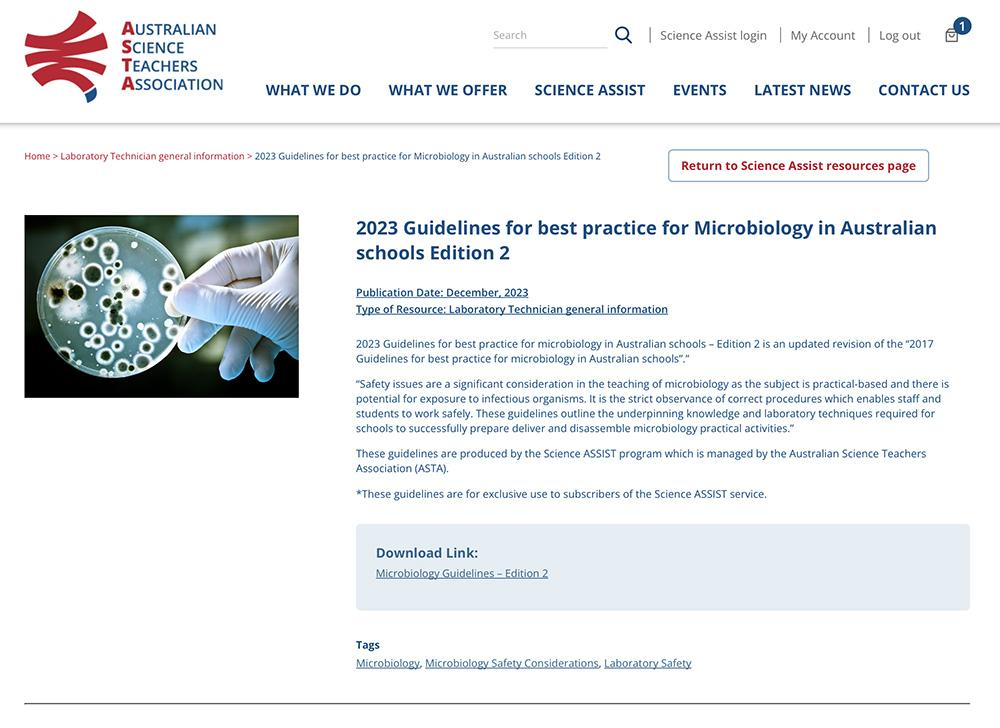 AUSTRALIAN
SCIENCE
TEACHERS
ASSOCIATION
Search
Science Assist login
My Account
Log out
1
WHAT WE DO
WHAT WE OFFER
SCIENCE ASSIST
EVENTS
LATEST NEWS
CONTACT US
Home > Laboratory Technician general information > 2023 Guidelines for best practice for Microbiology in Australian schools Edition 2
Return to Science Assist resources page
2023 Guidelines for best practice for Microbiology in Australian
schools Edition 2
Publication Date: December, 2023
Type of Resource: Laboratory Technician general information
2023 Guidelines for best practice for microbiology in Australian schools – Edition 2 is an updated revision of the “2017
Guidelines for best practice for microbiology in Australian schools”.”
“Safety issues are a significant consideration in the teaching of microbiology as the subject is practical-based and there is
potential for exposure to infectious organisms. It is the strict observance of correct procedures which enables staff and
students to work safely. These guidelines outline the underpinning knowledge and laboratory techniques required for
schools to successfully prepare deliver and disassemble microbiology practical activities.”
These guidelines are produced by the Science ASSIST program which is managed by the Australian Science Teachers
Association (ASTA).
*These guidelines are for exclusive use to subscribers of the Science ASSIST service.
Download Link:
Microbiology Guidelines – Edition 2
Tags
Microbiology, Microbiology Safety Considerations, Laboratory Safety